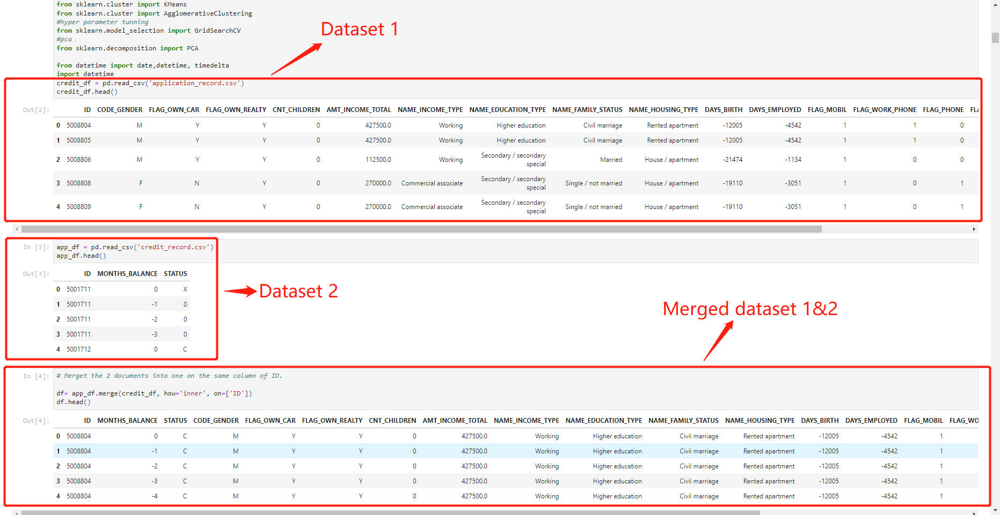 from sklearn.cluster import KMeans
from sklearn.cluster import AgglomerativeClustering
#hyper parameter tunning
from sklearn.model_selection import GridSearchCV
#pca
from sklearn.decomposition import PCA
Dataset 1
from datetime import date,datetime, timedelta
import datetime
credit_df = pd.read_csv('application_record.csv')
credit_df.head()
Out[2]: ID CODE_GENDER FLAG_OWN_CAR FLAG_OWN_REALTY CNT_CHILDREN AMT_INCOME_TOTAL NAME_INCOME_TYPE NAME_EDUCATION_TYPE NAME_FAMILY_STATUS NAME_HOUSING_TYPE DAYS_BIRTH DAYS_EMPLOYED FLAG_MOBIL FLAG_WORK_PHONE FLAG_PHONE FL
0 5008804 M Y Y 0 427500.0 Working Higher education Civil marriage Rented apartment -12005 -4542 1 1 0
1 5008805 M Y Y 0 427500.0 Working Higher education Civil marriage Rented apartment -12005 -4542 1 1 0
2 5008806 M Y Y 0 112500.0 Working Secondary / secondary special Married House / apartment -21474 -1134 1 0 0
3 5008808 F N Y 0 270000.0 Commercial associate Secondary / secondary special Single / not married House / apartment -19110 -3051 1 0 1
4 5008809 F N Y 0 270000.0 Commercial associate Secondary / secondary special Single / not married House / apartment -19110 -3051 1 0 1
In [3]: app_df = pd.read_csv('credit_record.csv')
app_df.head()
Out[3]: ID MONTHS_BALANCE STATUS
0 5001711 0 X
1 5001711 -1 0
2 5001711 -2 0
3 5001711 -3 0
4 5001712 0 C
Dataset 2
Merged dataset 1&2
In [4]: # Merget the 2 documents into one on the same column of ID.
df= app_df.merge(credit_df, how='inner', on=['ID'])
df.head()
Out[4]: ID MONTHS_BALANCE STATUS CODE_GENDER FLAG_OWN_CAR FLAG_OWN_REALTY CNT_CHILDREN AMT_INCOME_TOTAL NAME_INCOME_TYPE NAME_EDUCATION_TYPE NAME_FAMILY_STATUS NAME_HOUSING_TYPE DAYS_BIRTH DAYS_EMPLOYED FLAG_MOBIL FLAG_WO
0 5008804 0 C M Y Y 0 427500.0 Working Higher education Civil marriage Rented apartment -12005 -4542 1
1 5008804 -1 C M Y Y 0 427500.0 Working Higher education Civil marriage Rented apartment -12005 -4542 1
2 5008804 -2 C M Y Y 0 427500.0 Working Higher education Civil marriage Rented apartment -12005 -4542 1
3 5008804 -3 C M Y Y 0 427500.0 Working Higher education Civil marriage Rented apartment -12005 -4542 1
4 5008804 -4 C M Y Y 0 427500.0 Working Higher education Civil marriage Rented apartment -12005 -4542 1